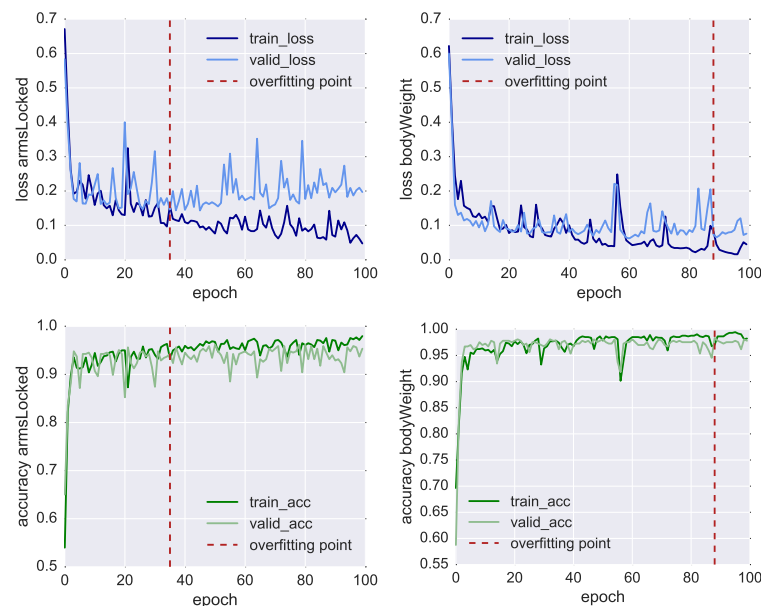 0.7
0.6
0.5
0.4
0.3
0.2
0.1
0.0
loss armsLocked
train_loss
valid_loss
overfitting point
0 20 40 60 80 100
epoch
0.7
0.6
0.5
0.4
0.3
0.2
0.1
0.0
loss bodyWeight
train_loss
valid_loss
overfitting point
0 20 40 60 80 100
epoch
1.0
0.9
0.8
0.7
0.6
0.5
accuracy armsLocked
train_acc
valid_acc
overfitting point
0 20 40 60 80 100
epoch
1.00
0.95
0.90
0.85
0.80
0.75
0.70
0.65
0.60
0.55
accuracy bodyWeight
train_acc
valid_acc
overfitting point
0 20 40 60 80 100
epoch